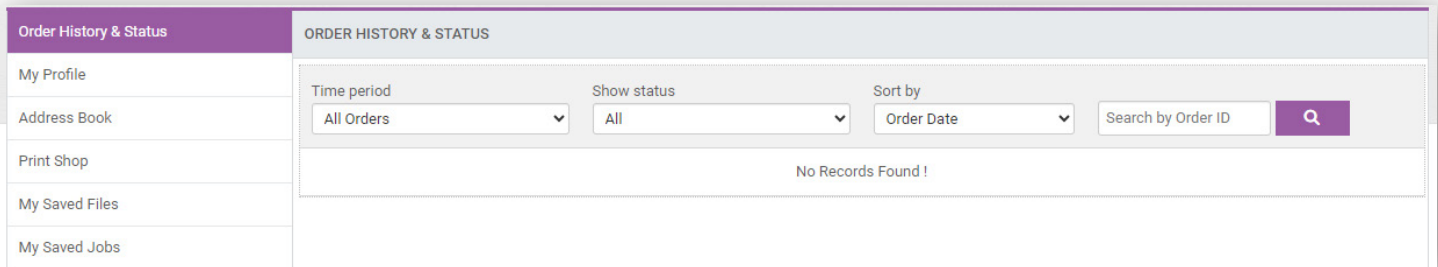 Order History & Status
My Profile
Address Book
Print Shop
My Saved Files
My Saved Jobs
ORDER HISTORY & STATUS
Time period
Show status
Sort by
All Orders
All
Order Date
Search by Order ID
No Records Found !